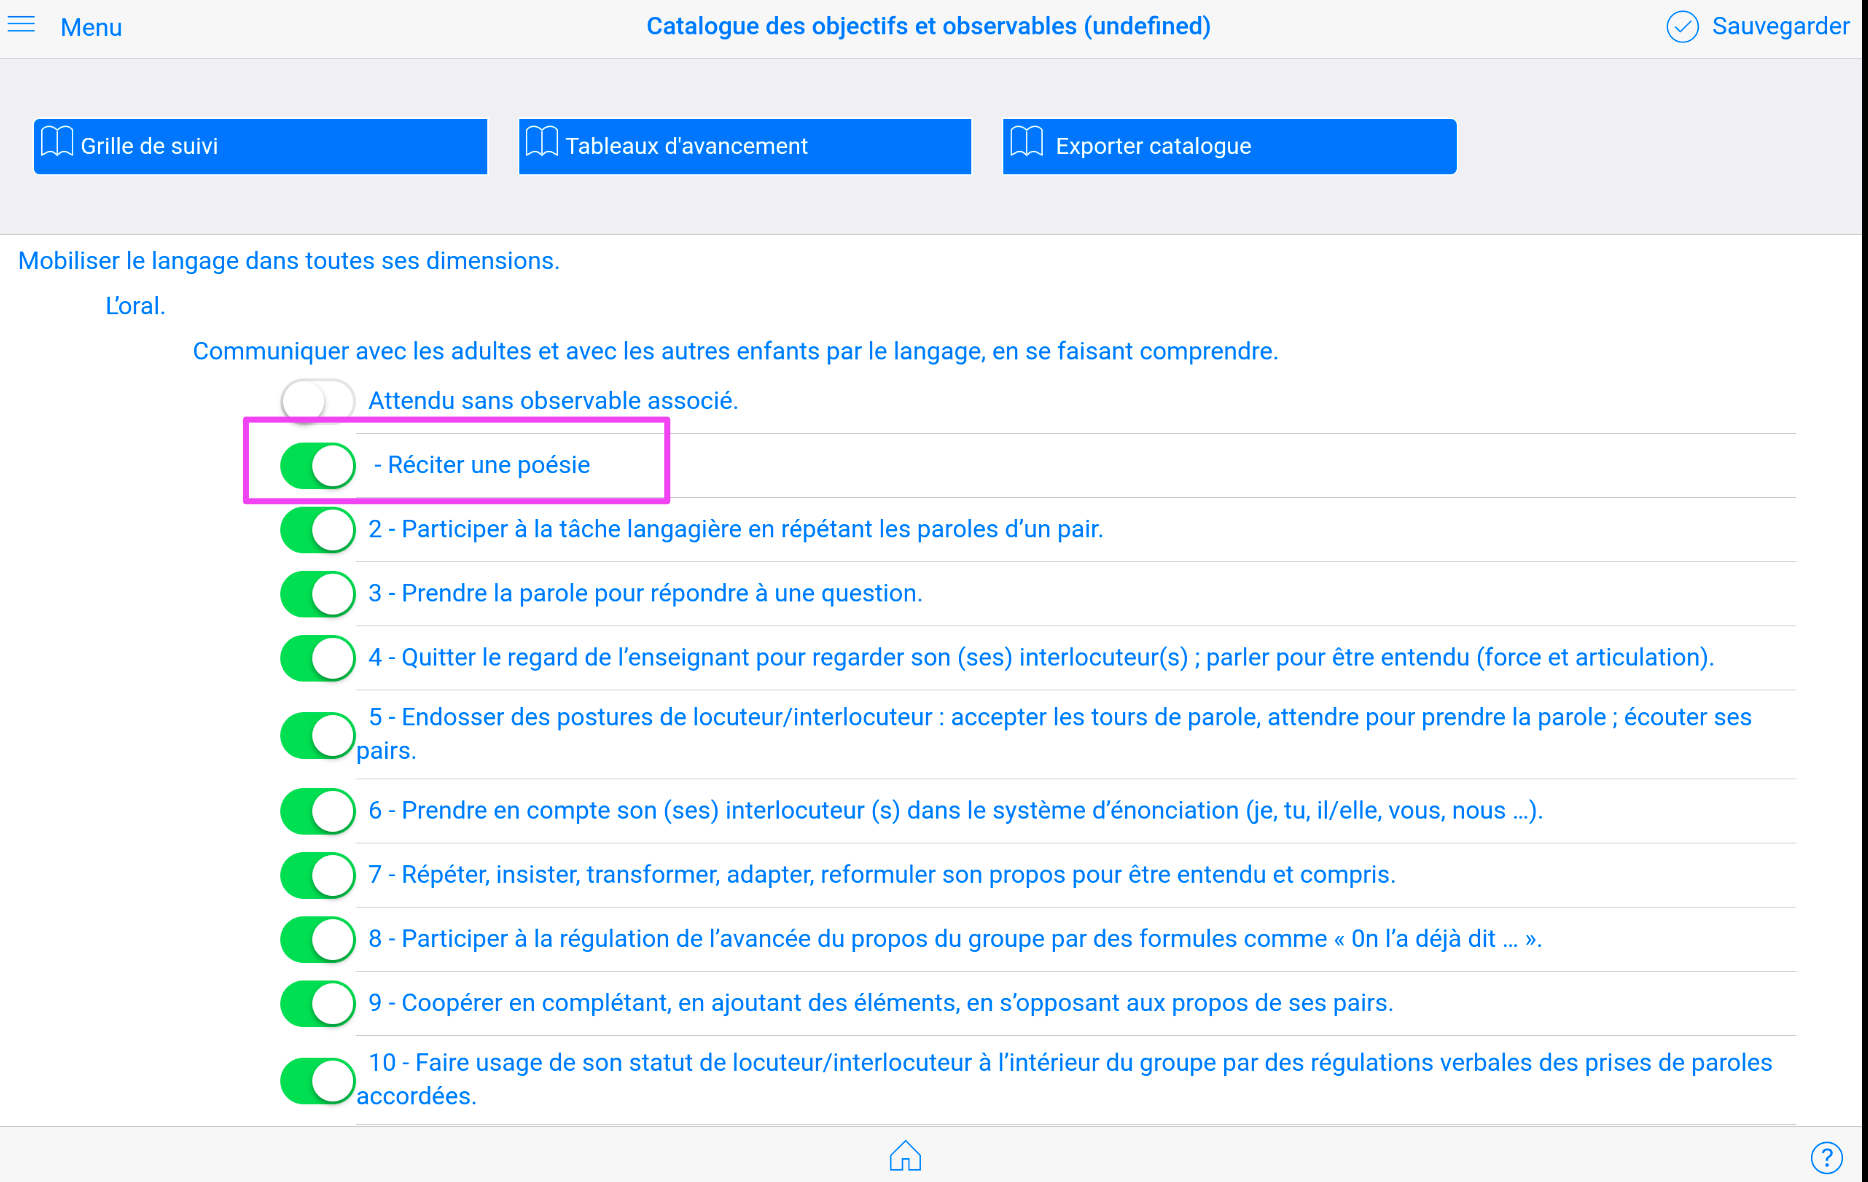 Menu
Catalogue des objectifs et observables (undefined)
Sauvegarder
Grille de suivi
Tableaux d'avancement
Exporter catalogue
Mobiliser le langage dans toutes ses dimensions.
L’oral.
Communiquer avec les adultes et avec les autres enfants par le langage, en se faisant comprendre.
Attendu sans observable associé.
- Réciter une poésie
2 - Participer à la tâche langagière en répétant les paroles d’un pair.
3 - Prendre la parole pour répondre à une question.
4 - Quitter le regard de l’enseignant pour regarder son (ses) interlocuteur(s) ; parler pour être entendu (force et articulation).
5 - Endosser des postures de locuteur/interlocuteur : accepter les tours de parole, attendre pour prendre la parole ; écouter ses
pairs.
6 - Prendre en compte son (ses) interlocuteur (s) dans le système d’énonciation (je, tu, il/elle, vous, nous …).
7 - Répéter, insister, transformer, adapter, reformuler son propos pour être entendu et compris.
8 - Participer à la régulation de l’avancée du propos du groupe par des formules comme « 0n l’a déjà dit … ».
9 - Coopérer en complétant, en ajoutant des éléments, en s’opposant aux propos de ses pairs.
10 - Faire usage de son statut de locuteur/interlocuteur à l’intérieur du groupe par des régulations verbales des prises de paroles
accordées.
?